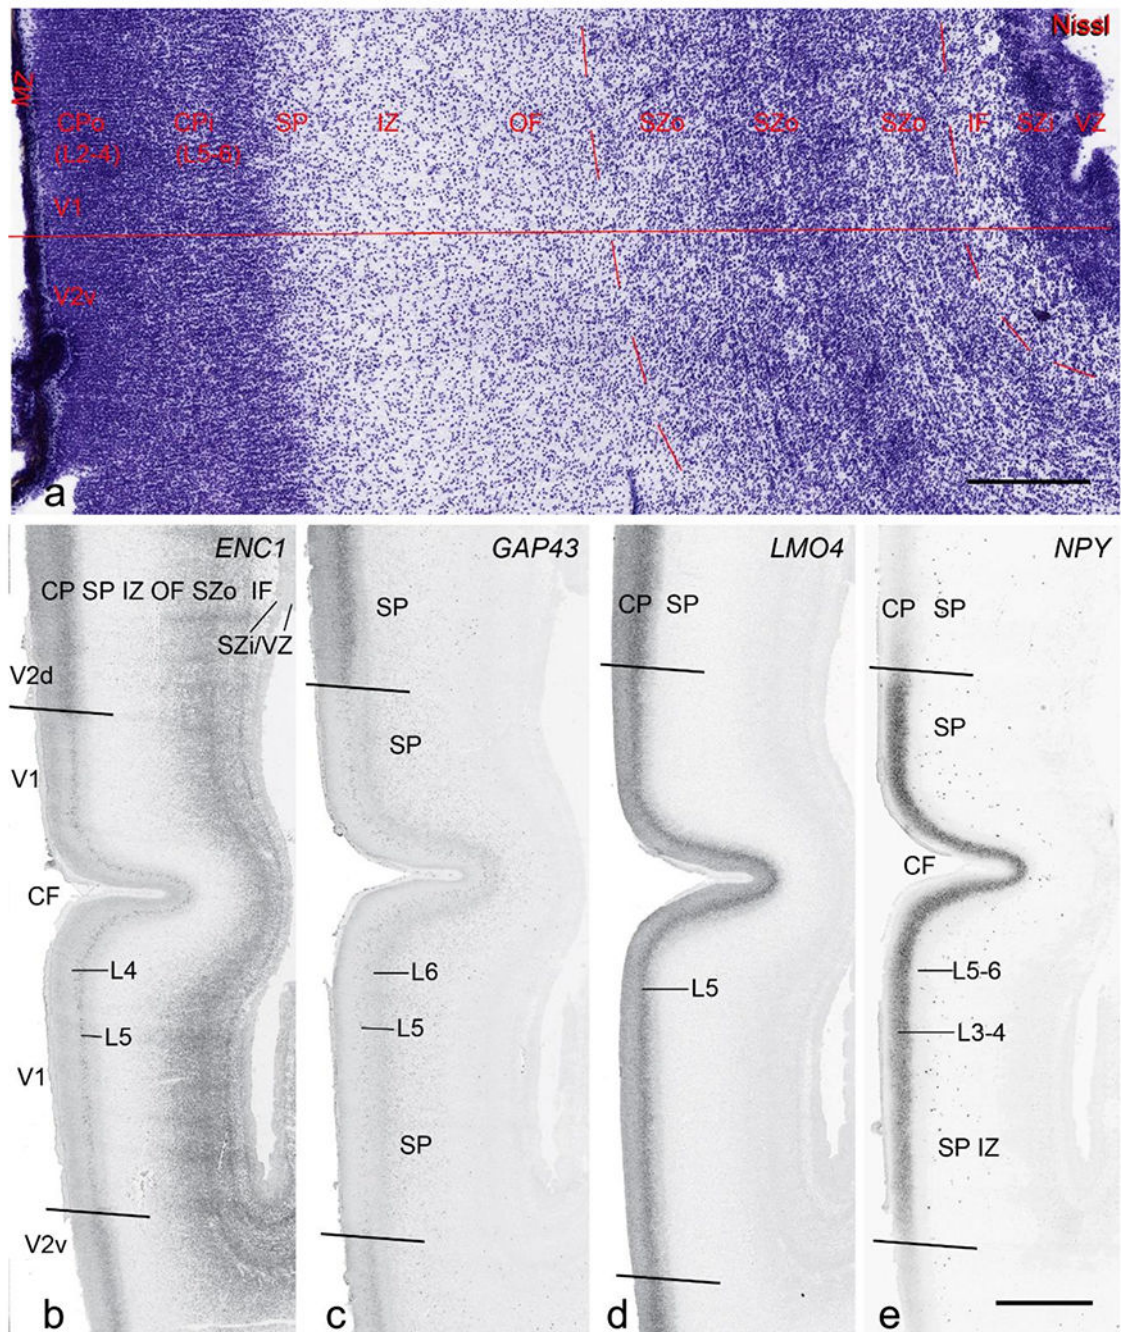 Nissl
MZ
CPo CPi SP IZ OF SZo SZo SZo IF SZi VZ
(L2-4) (L5-6)
V1
V2v
a
ENC1
CP SP IZ OF SZo IF
SZi/VZ
V2d
V1
CF
L4
L5
V1
V2v
b
GAP43
SP
SP
L6
L5
SP
c
LMO4
CP SP
L5
d
NPY
CP SP
SP
CF
L5-6
L3-4
SP IZ
e